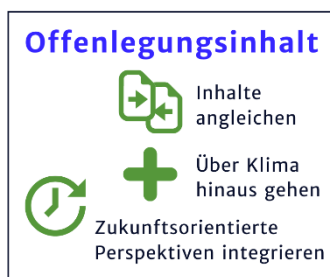 Offenlegungsinhalt
Inhalte
angleichen
Über Klima
hinaus gehen
Zukunftsorientierte
Perspektiven integrieren